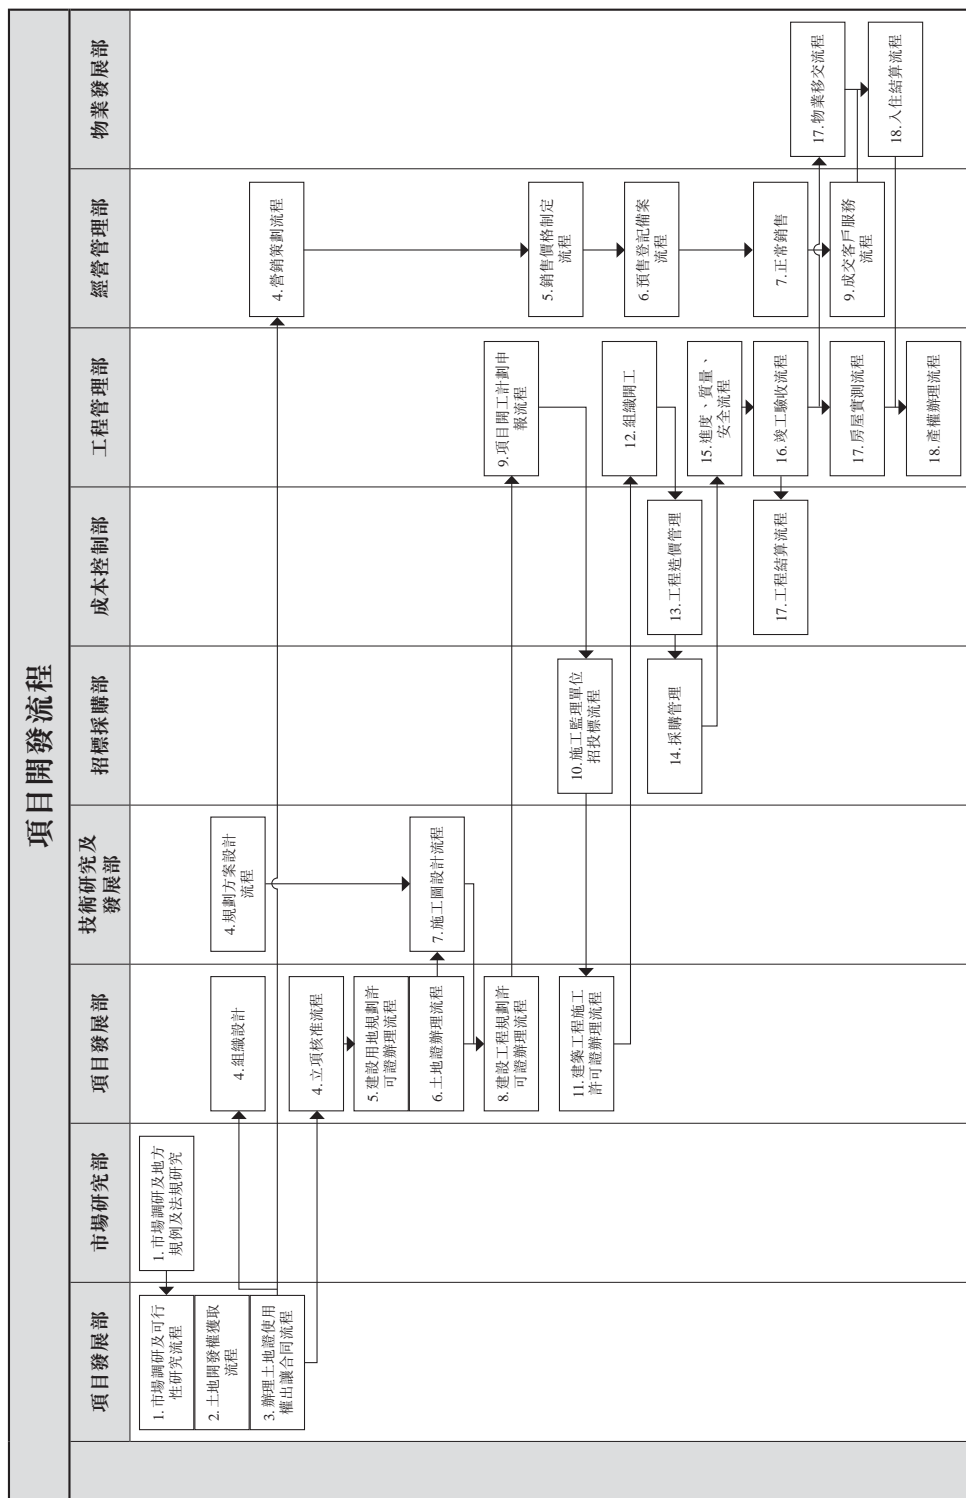 項目開發流程
項目發展部
市場研究部
項目發展部
技術研究及
發展部
招標採購部
成本控制部
工程管理部
經營管理部
物業發展部
1.市場調研及可行
性研究流程
2.土地開發權獲取
流程
3.辦理土地證使用
權出讓合同流程
1.市場調研及地方
規例及法規研究
4.組織設計
4.立項核准流程
5.建設用地規劃許
可證辦理流程
6.土地證辦理流程
8.建設工程規劃許
可證辦理流程
11.建築工程施工
許可證辦理流程
4.規劃方案設計
流程
7.施工圖設計流程
10.施工監理單位
招投標流程
14.採購管理
13.工程造價管理
17.工程結算流程
9.項目開工計劃申
報流程
12.組織開工
15.進度、質量、
安全流程
16.竣工驗收流程
17.房屋實測流程
18.產權辦理流程
4.營銷策劃流程
5.銷售價格制定
流程
6.預售登記備案
流程
7.正常銷售
9.成交客戶服務
流程
17.物業移交流程
18.入住結算流程